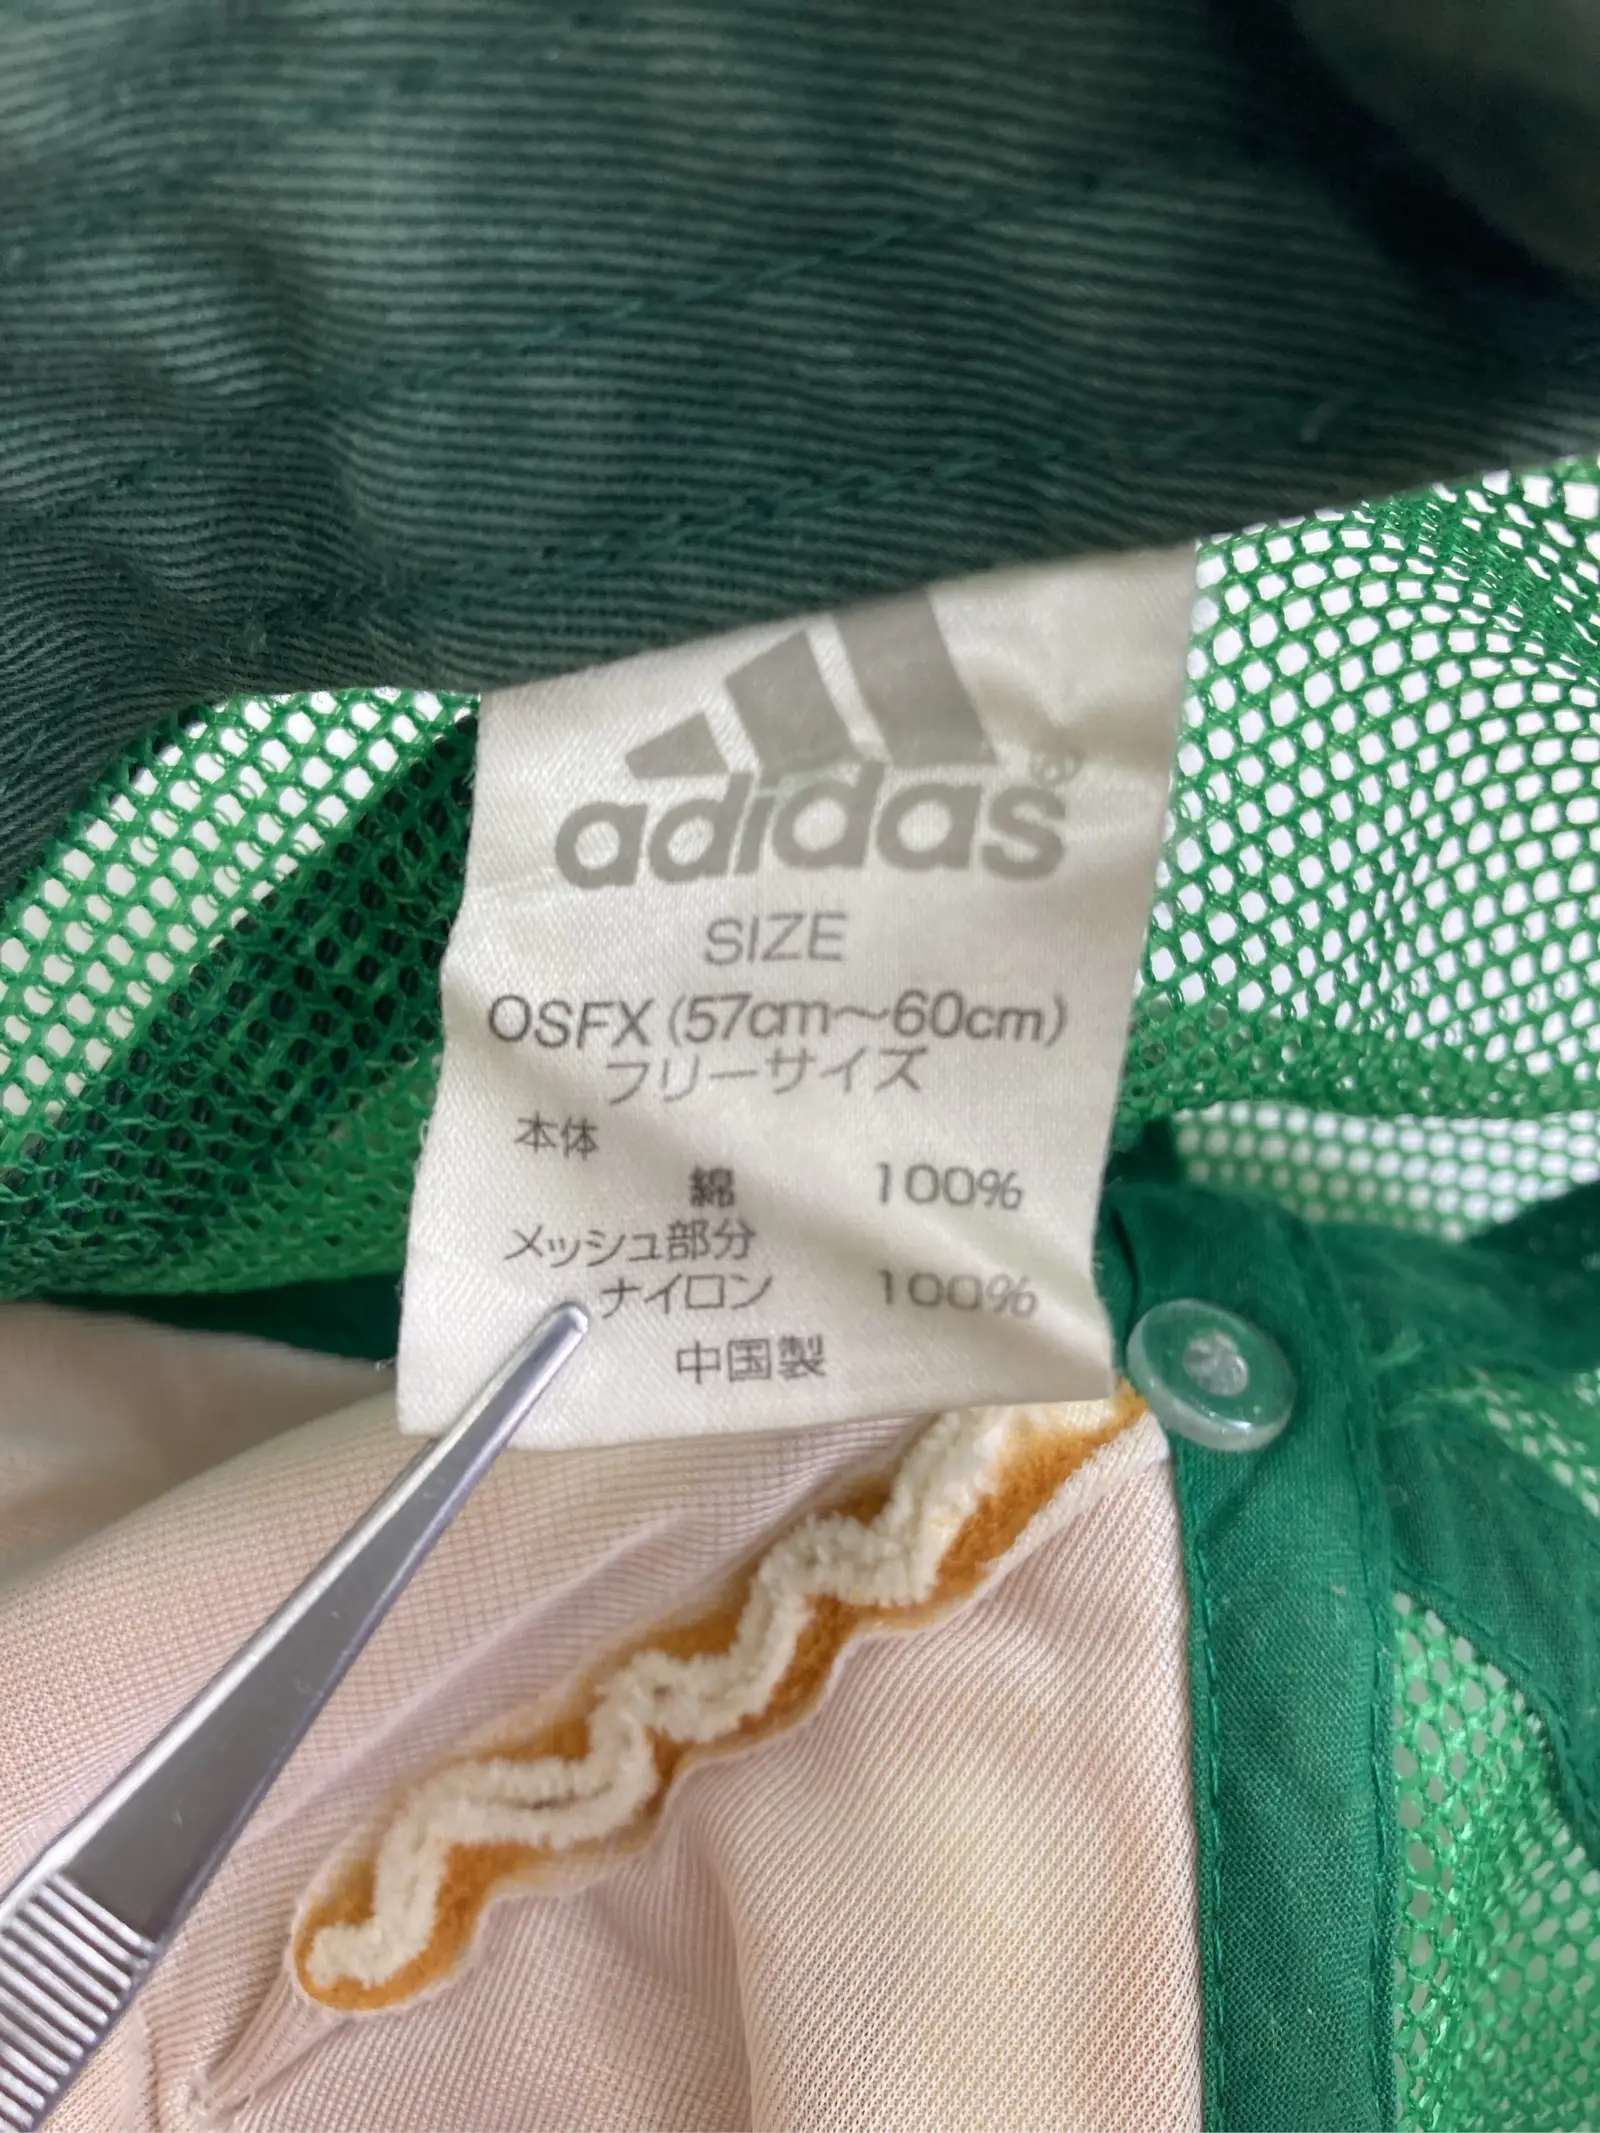 adidas®
SIZE
OSFX (57cm～60cm)
フリーサイズ
本体
綿 100%
メッシュ部分
ナイロン 100%
中国製